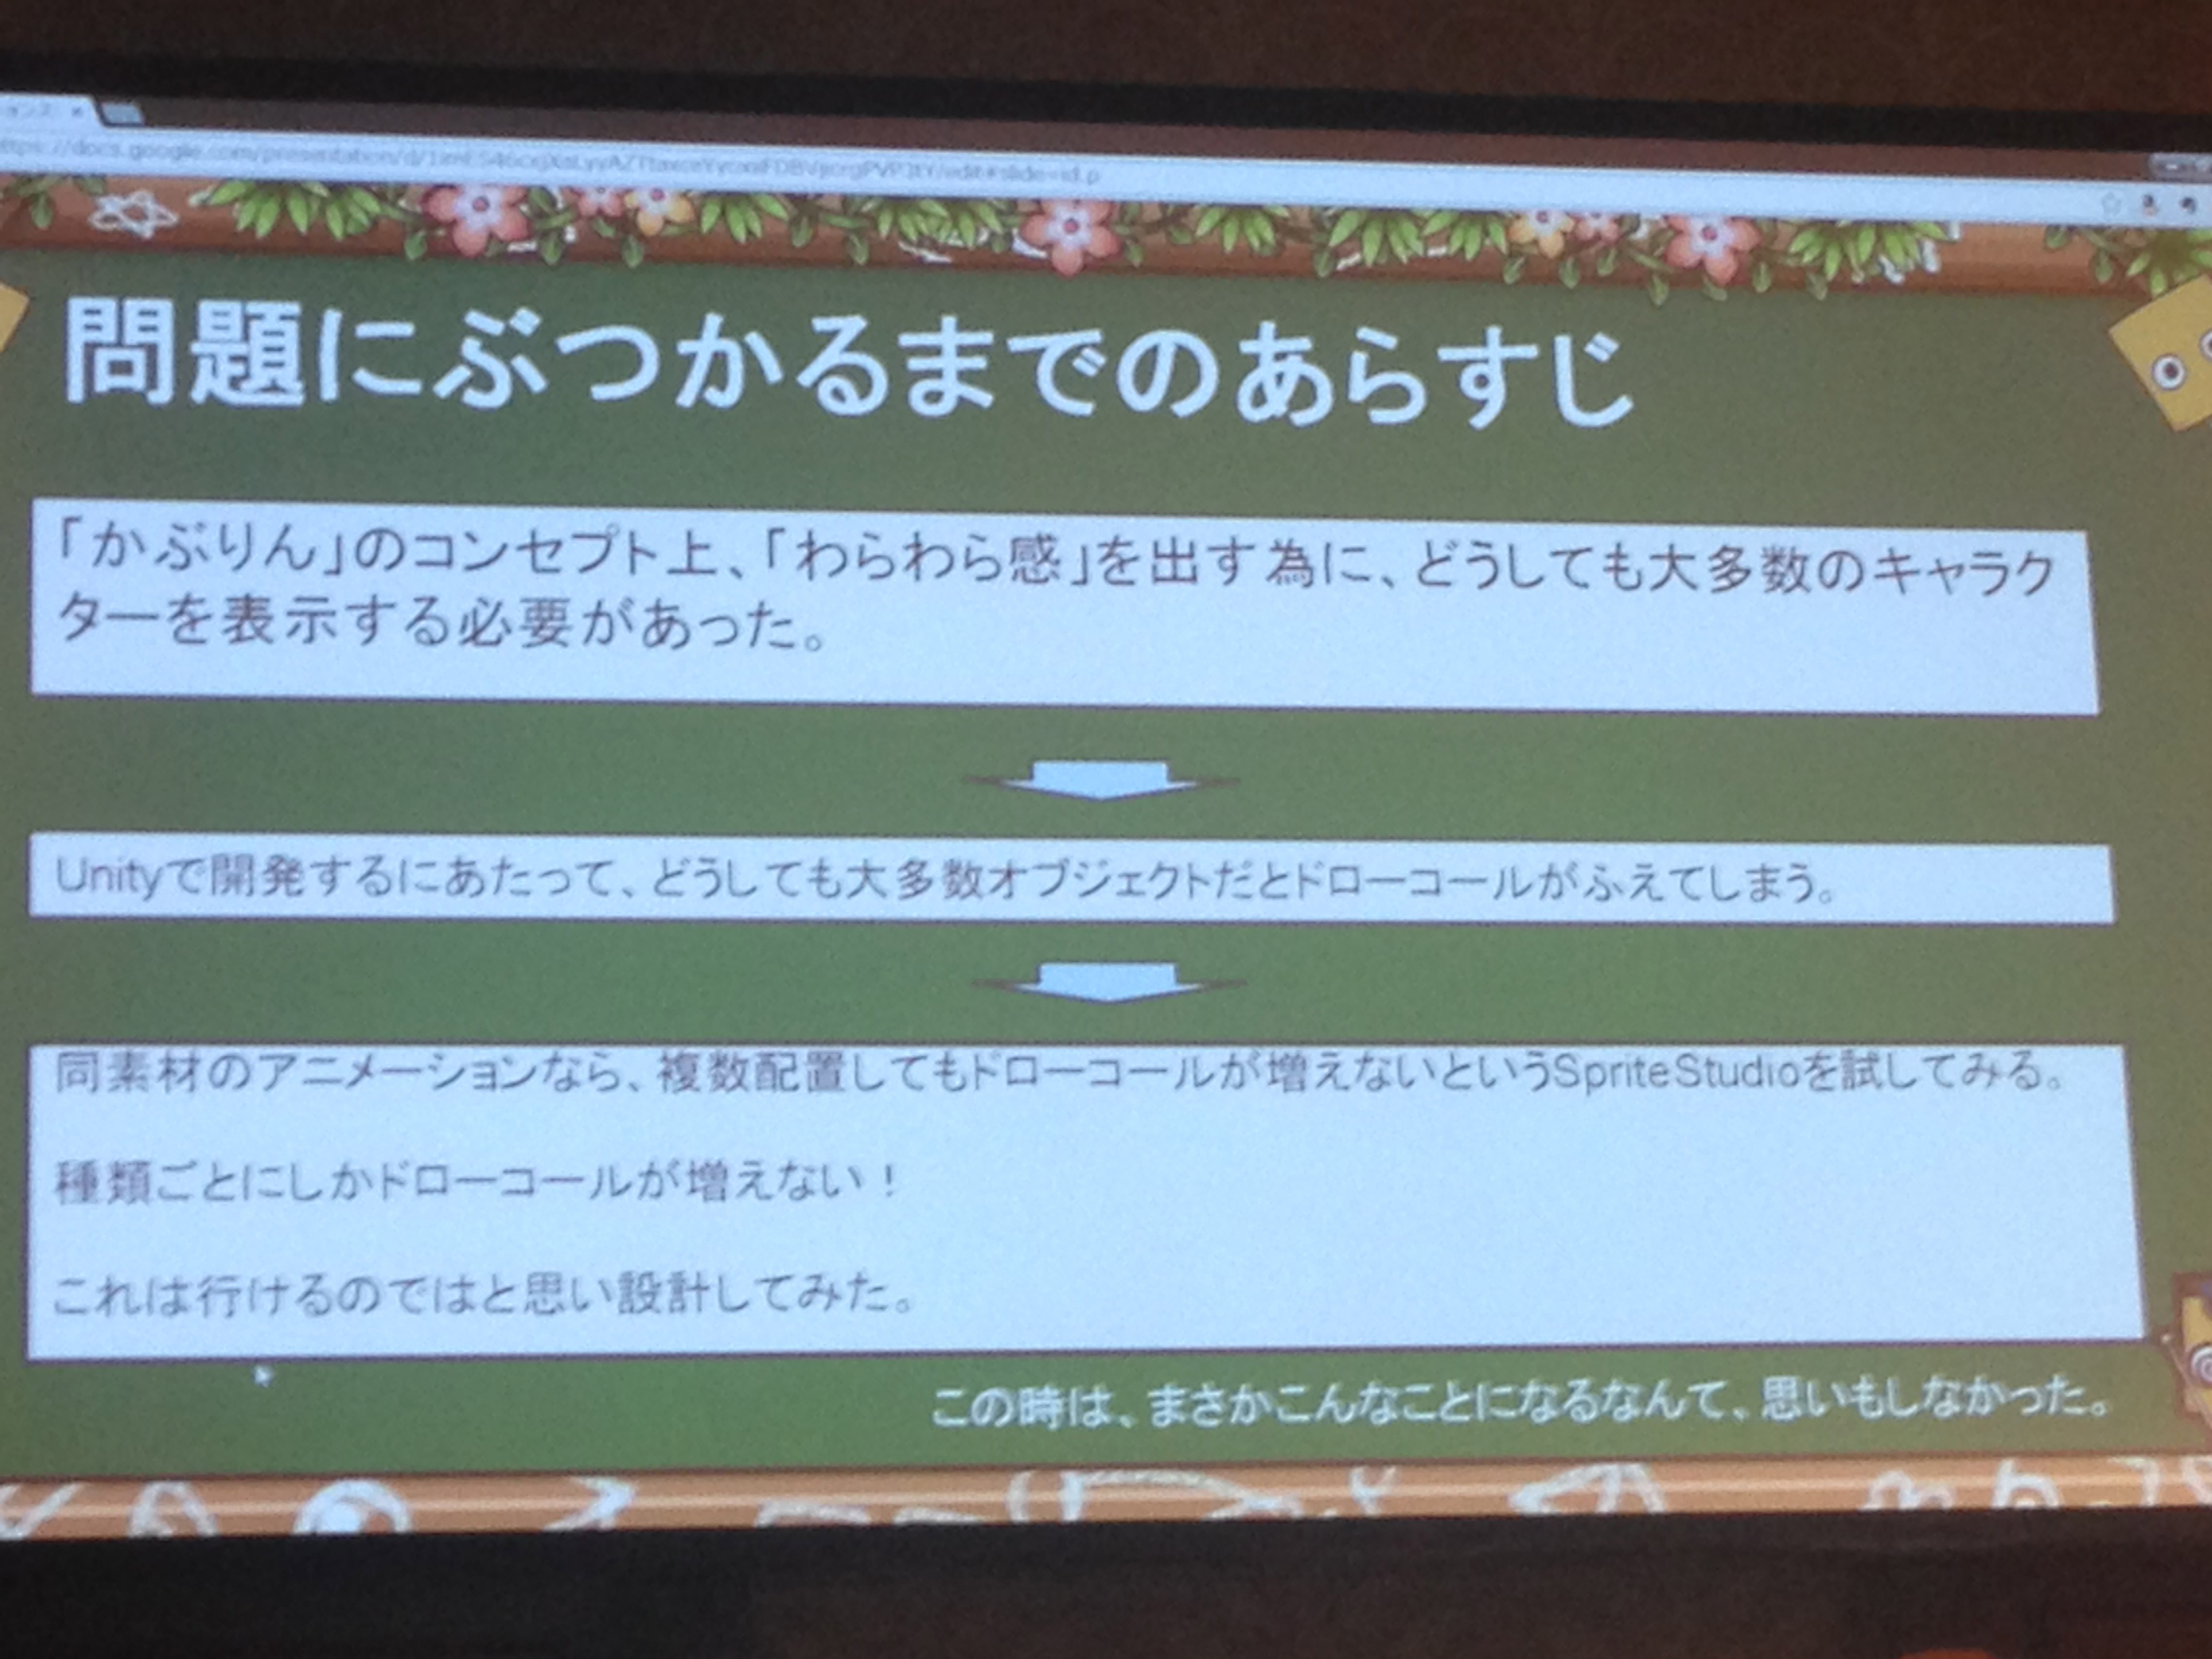 問題にぶつかるまでのあらすじ
「かぶりん」のコンセプト上、「わらわら感」を出す為に、どうしても大多数のキャラク
ターを表示する必要があった。
Unityで開発するにあたって、どうしても大多数オブジェクトだとドローコールがふえてしまう。
同素材のアニメーションなら、複数配置してもドローコールが増えないというSpriteStudioを試してみる。
種類ごとにしかドローコールが増えない！
これは行けるのではと思い設計してみた。
この時は、まさかこんなことになるなんて、思いもしなかった。